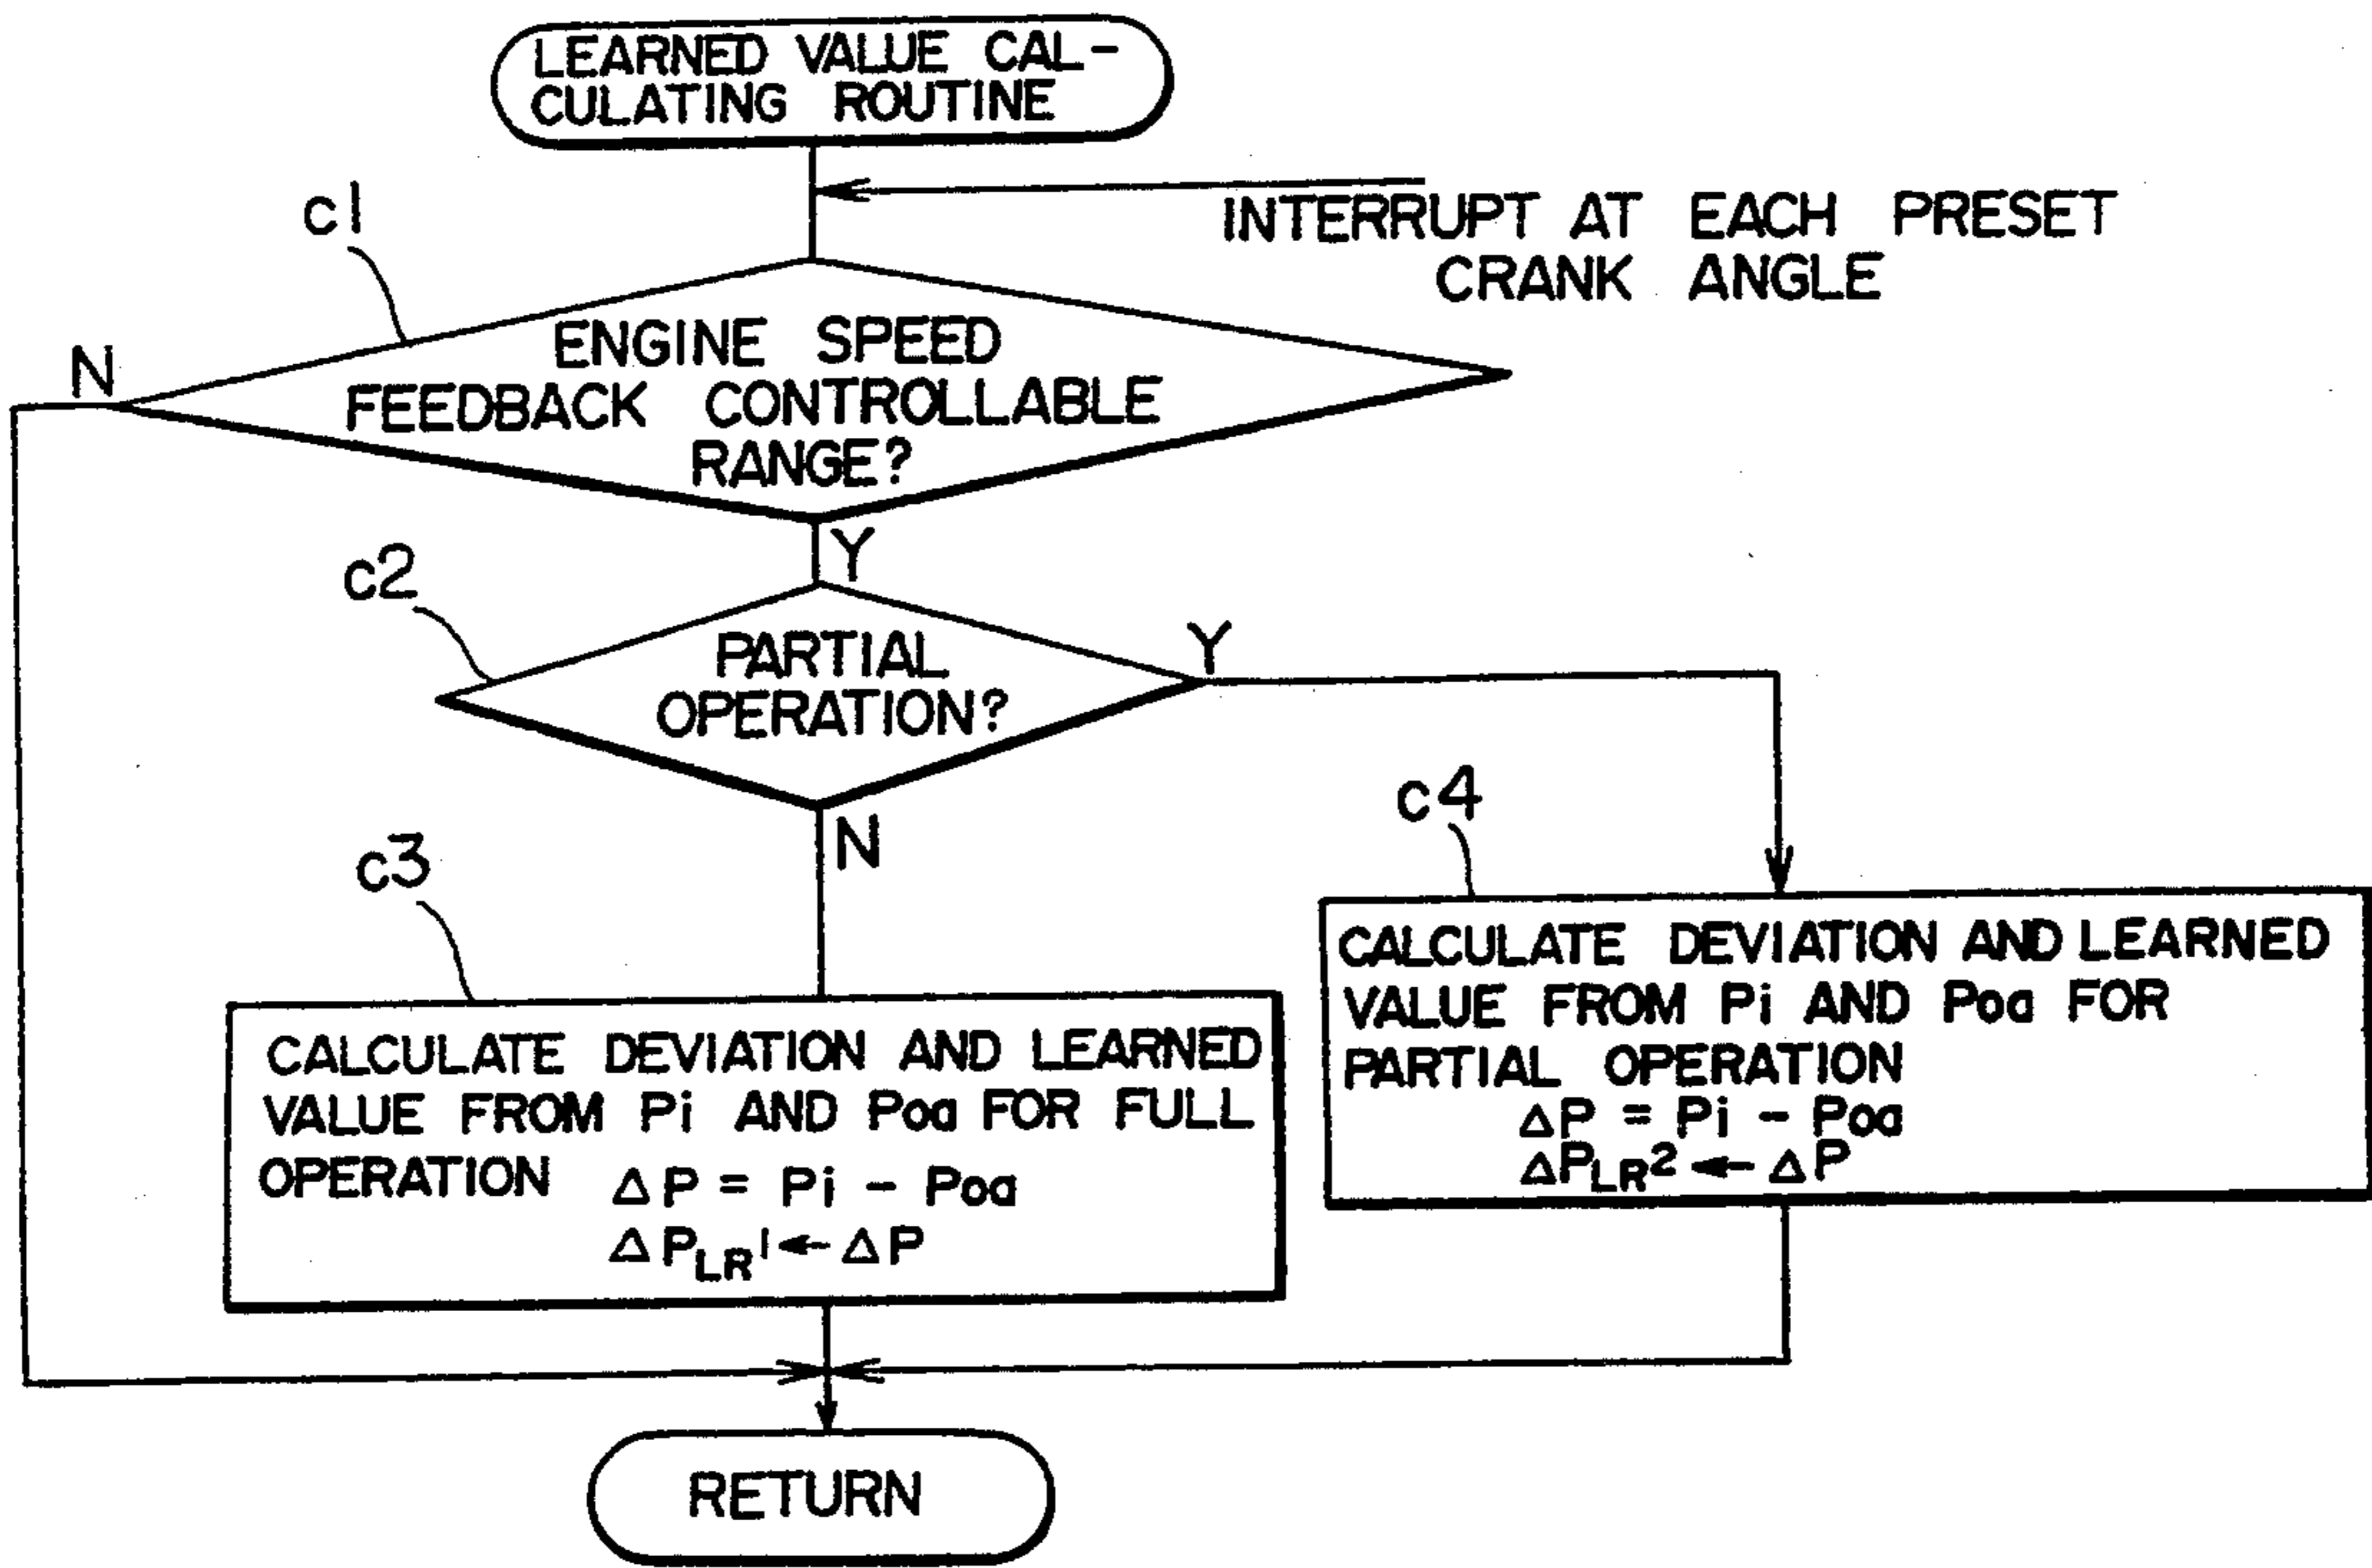 LEARNED VALUE CAL-
CULATING ROUTINE
INTERRUPT AT EACH PRESET
CRANK ANGLE
c1
ENGINE SPEED
FEEDBACK CONTROLLABLE
RANGE?
N
Y
c2
PARTIAL
OPERATION?
Y
N
c3
CALCULATE DEVIATION AND LEARNED
VALUE FROM Pi AND Poa FOR FULL
OPERATION ΔP = Pi - Poa
ΔPLR1 ← ΔP
c4
CALCULATE DEVIATION AND LEARNED
VALUE FROM Pi AND Poa FOR
PARTIAL OPERATION
ΔP = Pi - Poa
ΔPLR2 ← ΔP
RETURN